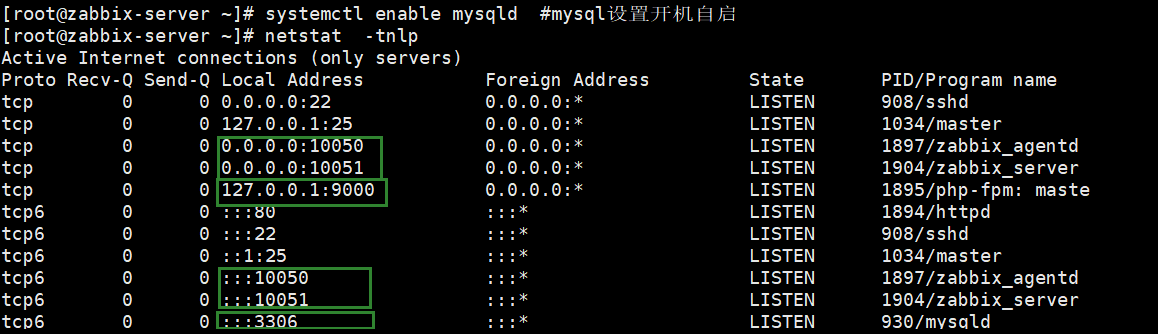 [root@zabbix-server ~]# systemctl enable mysqld  #mysql设置开机自启
[root@zabbix-server ~]# netstat  -tnlp
Active Internet connections (only servers)
Proto Recv-Q Send-Q Local Address           Foreign Address         State       PID/Program name
tcp        0      0 0.0.0.0:22              0.0.0.0:*               LISTEN      908/sshd
tcp        0      0 127.0.0.1:25            0.0.0.0:*               LISTEN      1034/master
tcp        0      0 0.0.0.0:10050           0.0.0.0:*               LISTEN      1897/zabbix_agentd
tcp        0      0 0.0.0.0:10051           0.0.0.0:*               LISTEN      1904/zabbix_server
tcp        0      0 127.0.0.1:9000          0.0.0.0:*               LISTEN      1895/php-fpm: maste
tcp6       0      0 :::80                   :::*                    LISTEN      1894/httpd
tcp6       0      0 :::22                   :::*                    LISTEN      908/sshd
tcp6       0      0 ::1:25                  :::*                    LISTEN      1034/master
tcp6       0      0 :::10050                :::*                    LISTEN      1897/zabbix_agentd
tcp6       0      0 :::10051                :::*                    LISTEN      1904/zabbix_server
tcp6       0      0 :::3306                 :::*                    LISTEN      930/mysqld